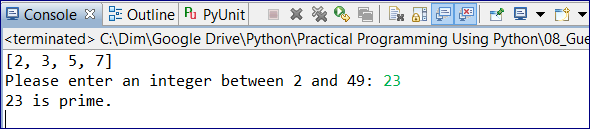 Console Outline PyUnit
<terminated> C:\Dim\Google Drive\Python\Practical Programming Using Python\08_Gue
[2, 3, 5, 7]
Please enter an integer between 2 and 49: 23
23 is prime.